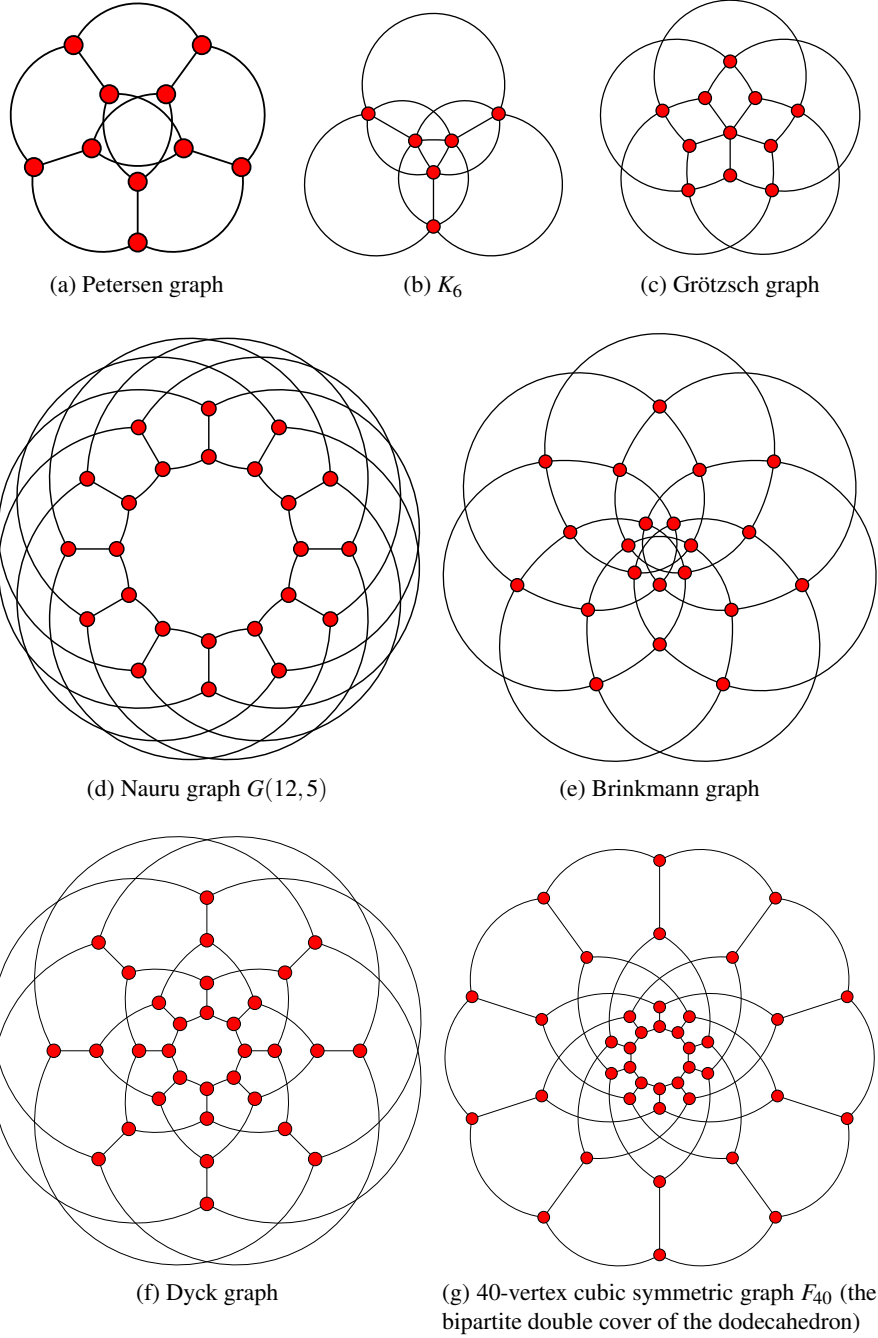 (a) Petersen graph
(b) K6
(c) Grötzsch graph
(d) Nauru graph G(12,5)
(e) Brinkmann graph
(f) Dyck graph
(g) 40-vertex cubic symmetric graph F40 (the
bipartite double cover of the dodecahedron)